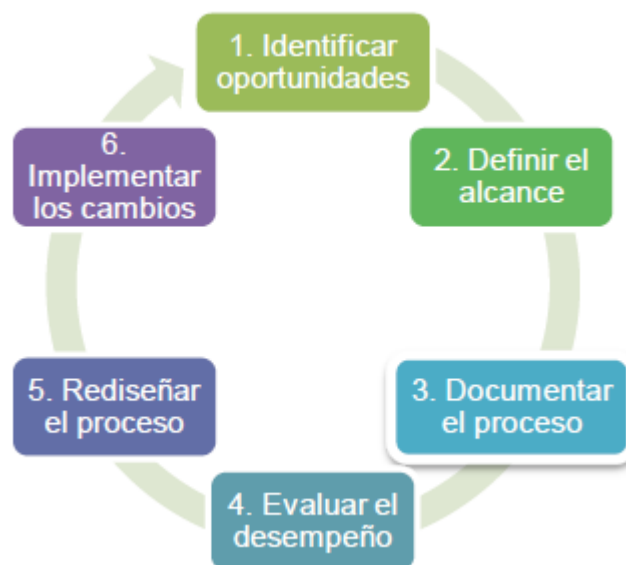 1. Identificar
oportunidades
2. Definir el
alcance
3. Documentar
el proceso
4. Evaluar el
desempeño
5. Rediseñar
el proceso
6.
Implementar
los cambios